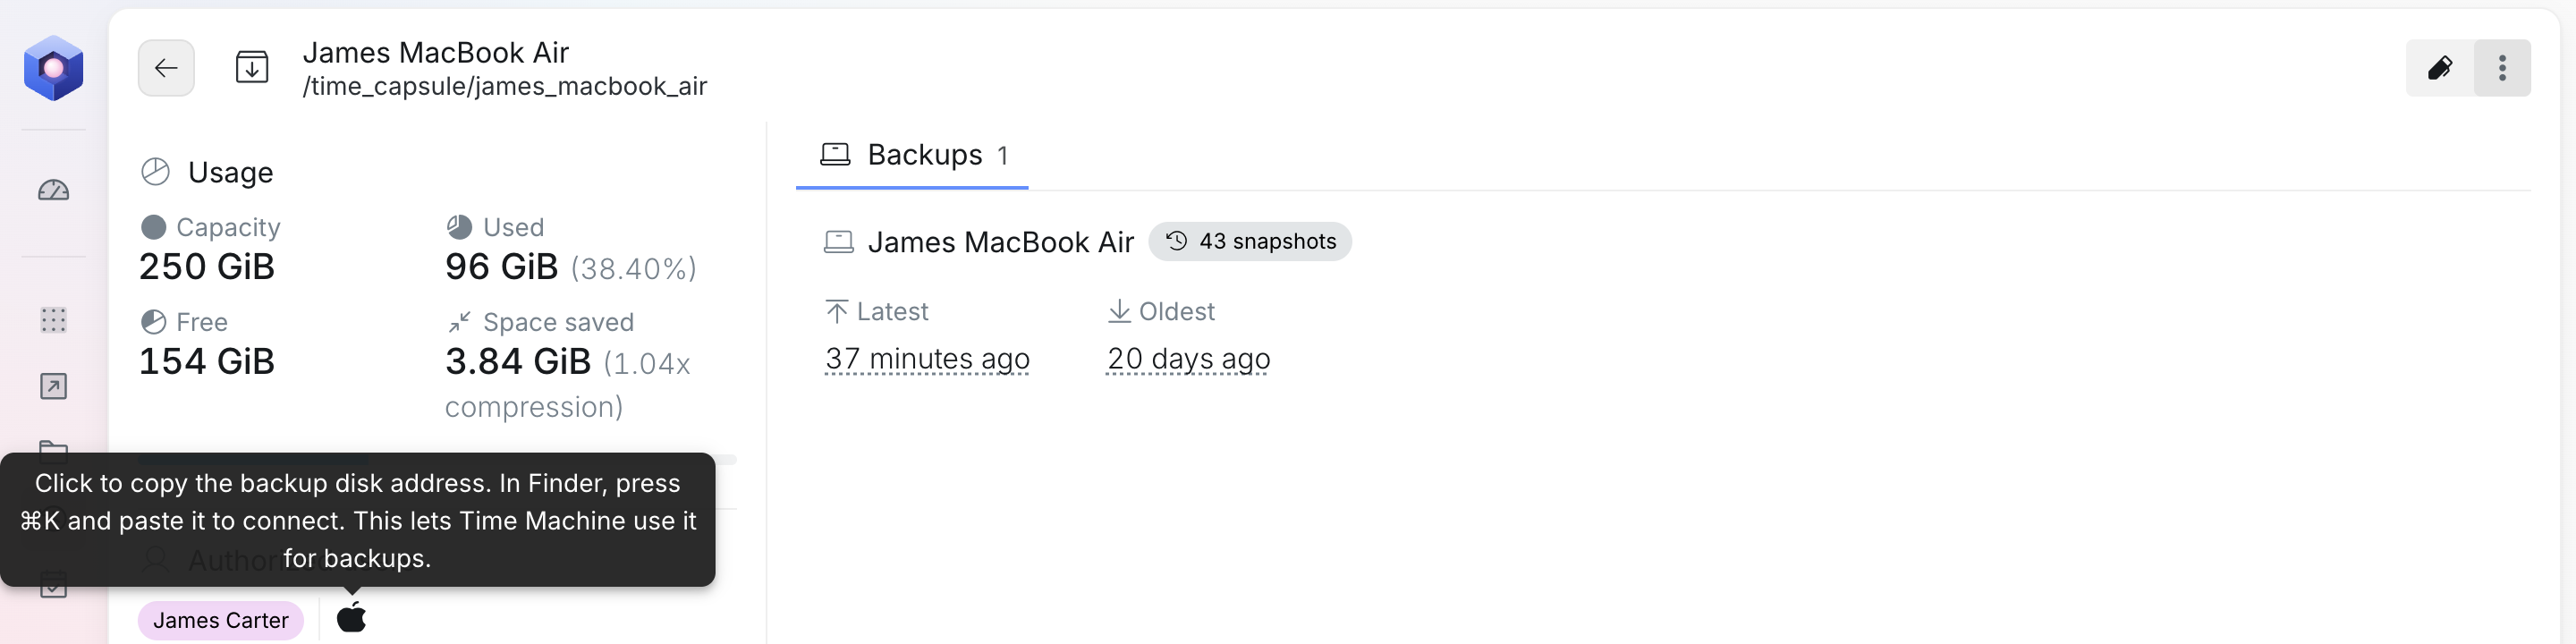 James MacBook Air
/time_capsule/james_macbook_air
Usage
Capacity
250 GiB
Used
96 GiB (38.40%)
Free
154 GiB
Space saved
3.84 GiB (1.04x
compression)
Click to copy the backup disk address. In Finder, press
⌘K and paste it to connect. This lets Time Machine use it
for backups.
James Carter
Backups 1
James MacBook Air
43 snapshots
Latest
37 minutes ago
Oldest
20 days ago